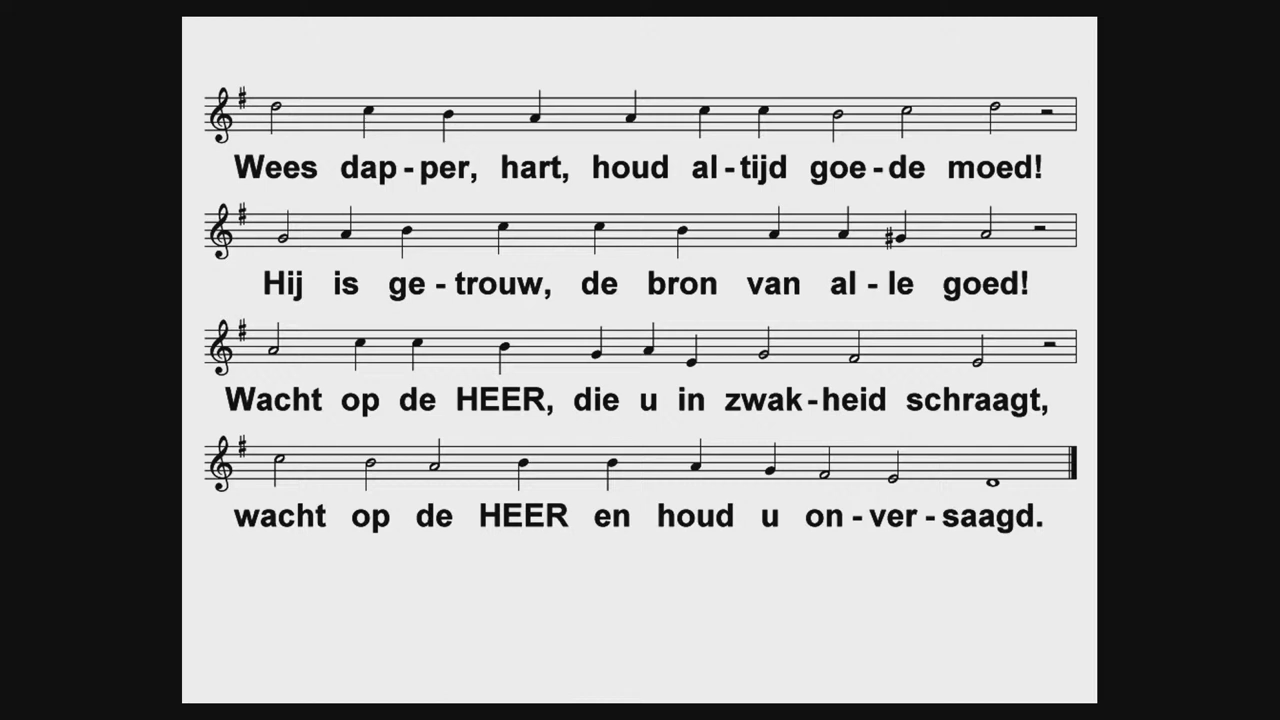 Wees dap-per, hart, houd al-tijd goe-de moed!
Hij is ge-trouw, de bron van al-le goed!
Wacht op de HEER, die u in zwak-heid schraagt,
wacht op de HEER en houd u on-ver-saagd.